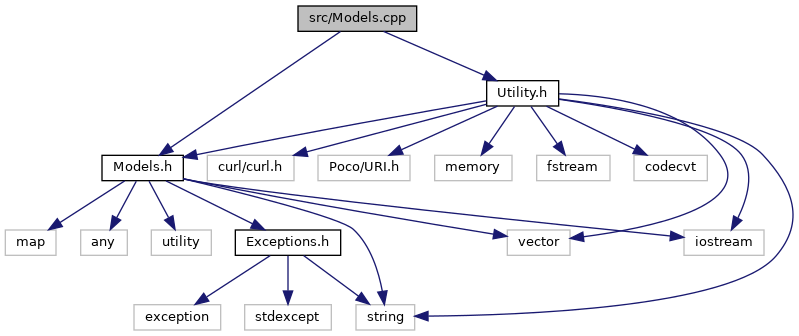 src/Models.cpp
Utility.h
Models.h
curl/curl.h
Poco/URI.h
memory
fstream
codecvt
map
any
utility
Exceptions.h
vector
iostream
exception
stdexcept
string